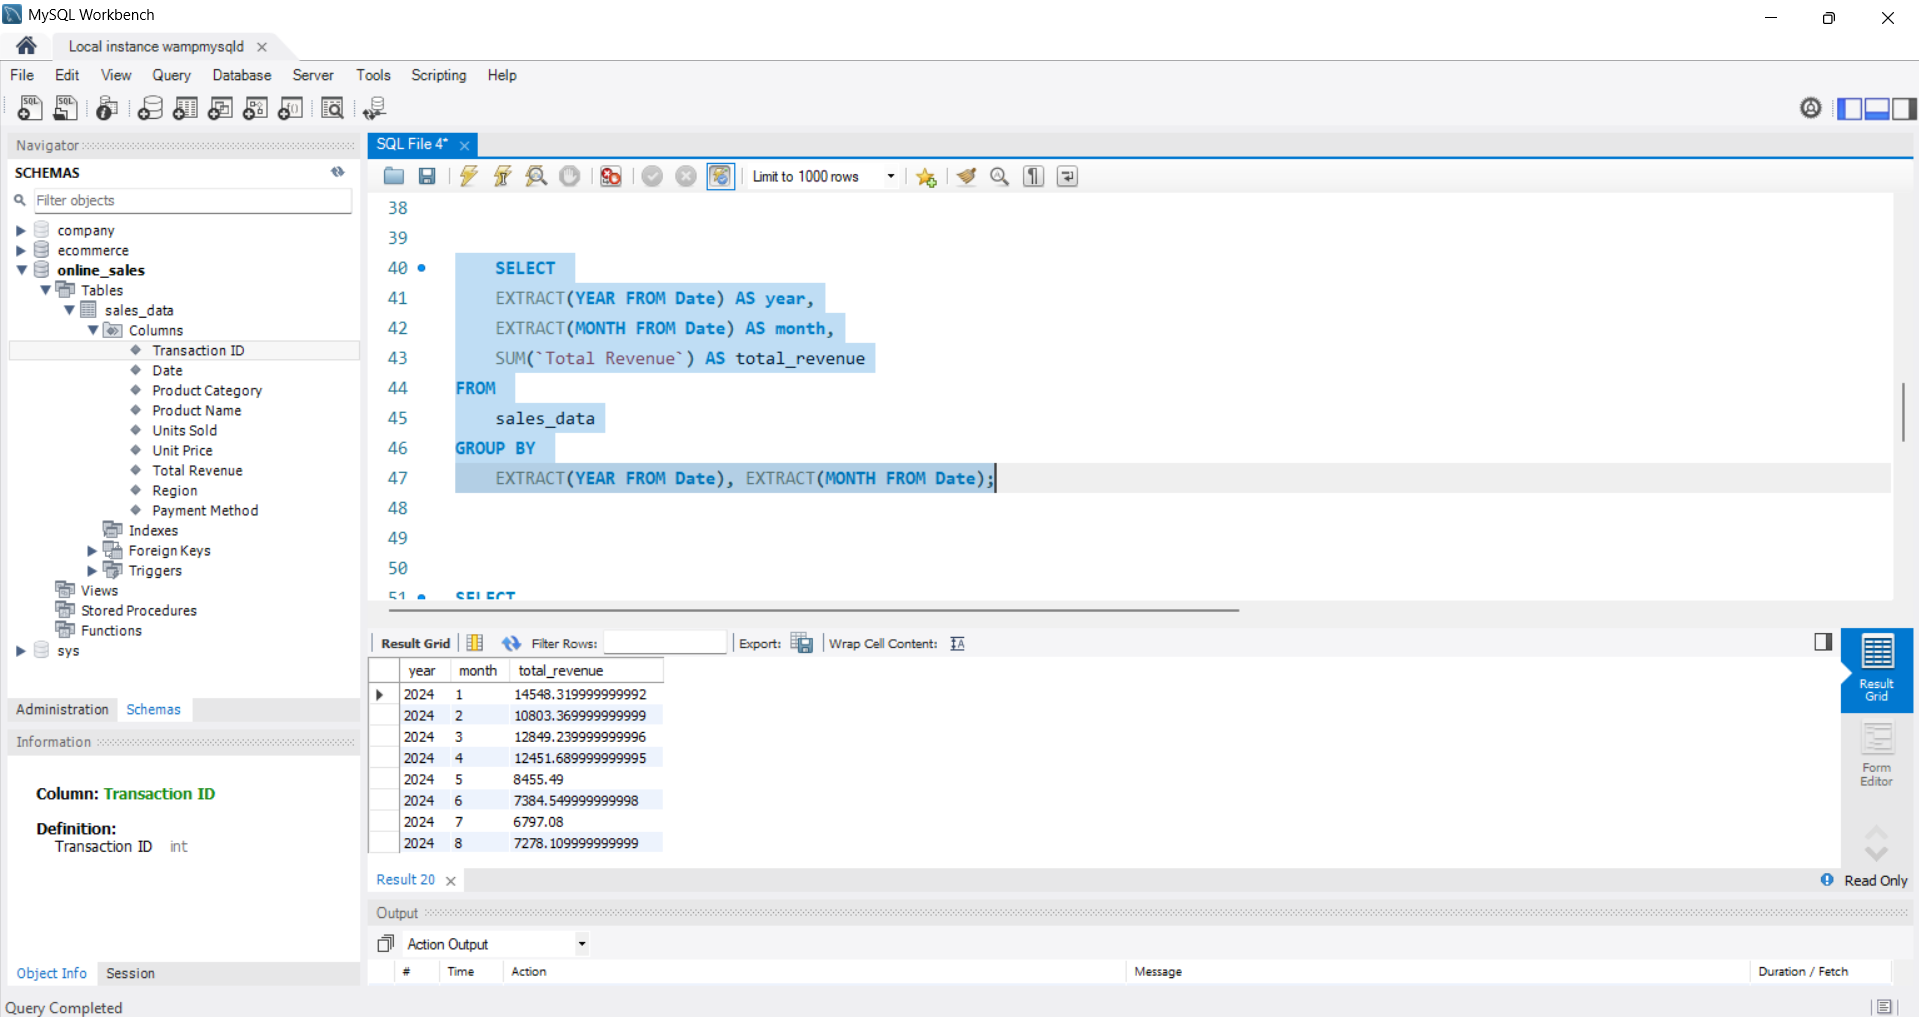 MySQL Workbench
Local instance wampmysqld
File Edit View Query Database Server Tools Scripting Help
Navigator
SCHEMAS
Filter objects
company
ecommerce
online_sales
Tables
sales_data
Columns
Transaction ID
Date
Product Category
Product Name
Units Sold
Unit Price
Total Revenue
Region
Payment Method
Indexes
Foreign Keys
Triggers
Views
Stored Procedures
Functions
sys
Administration Schemas
Information
Column: Transaction ID
Definition:
Transaction ID int
Object Info Session
SQL File 4*
Limit to 1000 rows
38
39
40 SELECT
41 EXTRACT(YEAR FROM Date) AS year,
42 EXTRACT(MONTH FROM Date) AS month,
43 SUM(`Total Revenue`) AS total_revenue
44 FROM
45 sales_data
46 GROUP BY
47 EXTRACT(YEAR FROM Date), EXTRACT(MONTH FROM Date);
48
49
50
51 SELECT
Result Grid Filter Rows: Export: Wrap Cell Content:
year month total_revenue
2024 1 14548.319999999992
2024 2 10803.369999999999
2024 3 12849.239999999996
2024 4 12451.689999999995
2024 5 8455.49
2024 6 7384.549999999998
2024 7 6797.08
2024 8 7278.109999999999
Result Grid
Form Editor
Result 20
Read Only
Output
Action Output
# Time Action Message Duration / Fetch
Query Completed